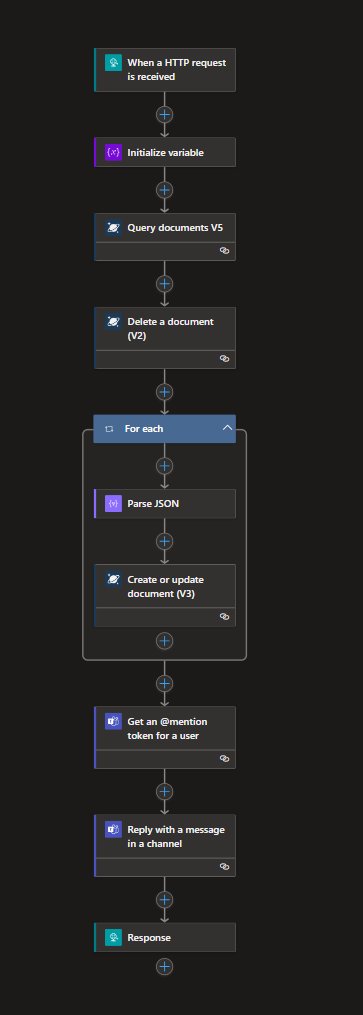 When a HTTP request
is received
Initialize variable
Query documents V5
Delete a document
(V2)
For each
Parse JSON
Create or update
document (V3)
Get an @mention
token for a user
Reply with a message
in a channel
Response